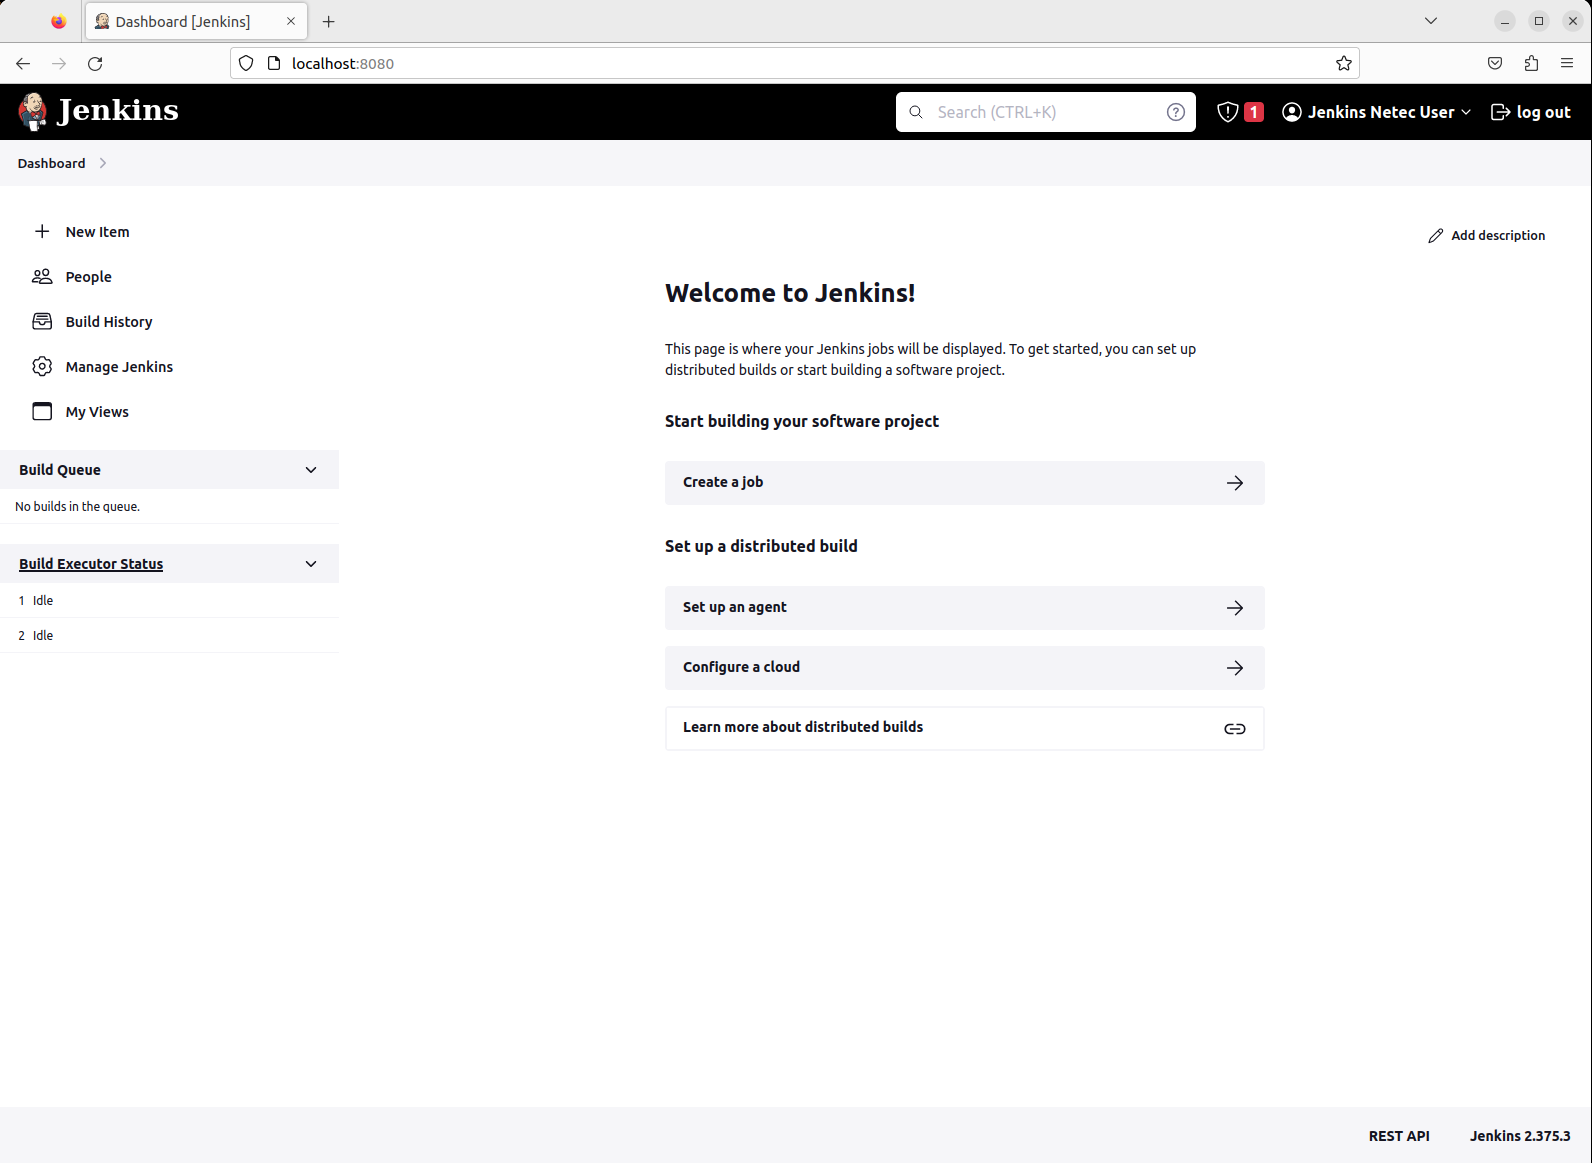 Dashboard [Jenkins]
localhost:8080
Jenkins
Search (CTRL+K)
1
Jenkins Netec User
log out
Dashboard
New Item
People
Build History
Manage Jenkins
My Views
Build Queue
No builds in the queue.
Build Executor Status
1 Idle
2 Idle
Add description
Welcome to Jenkins!
This page is where your Jenkins jobs will be displayed. To get started, you can set up
distributed builds or start building a software project.
Start building your software project
Create a job
Set up a distributed build
Set up an agent
Configure a cloud
Learn more about distributed builds
REST API
Jenkins 2.375.3